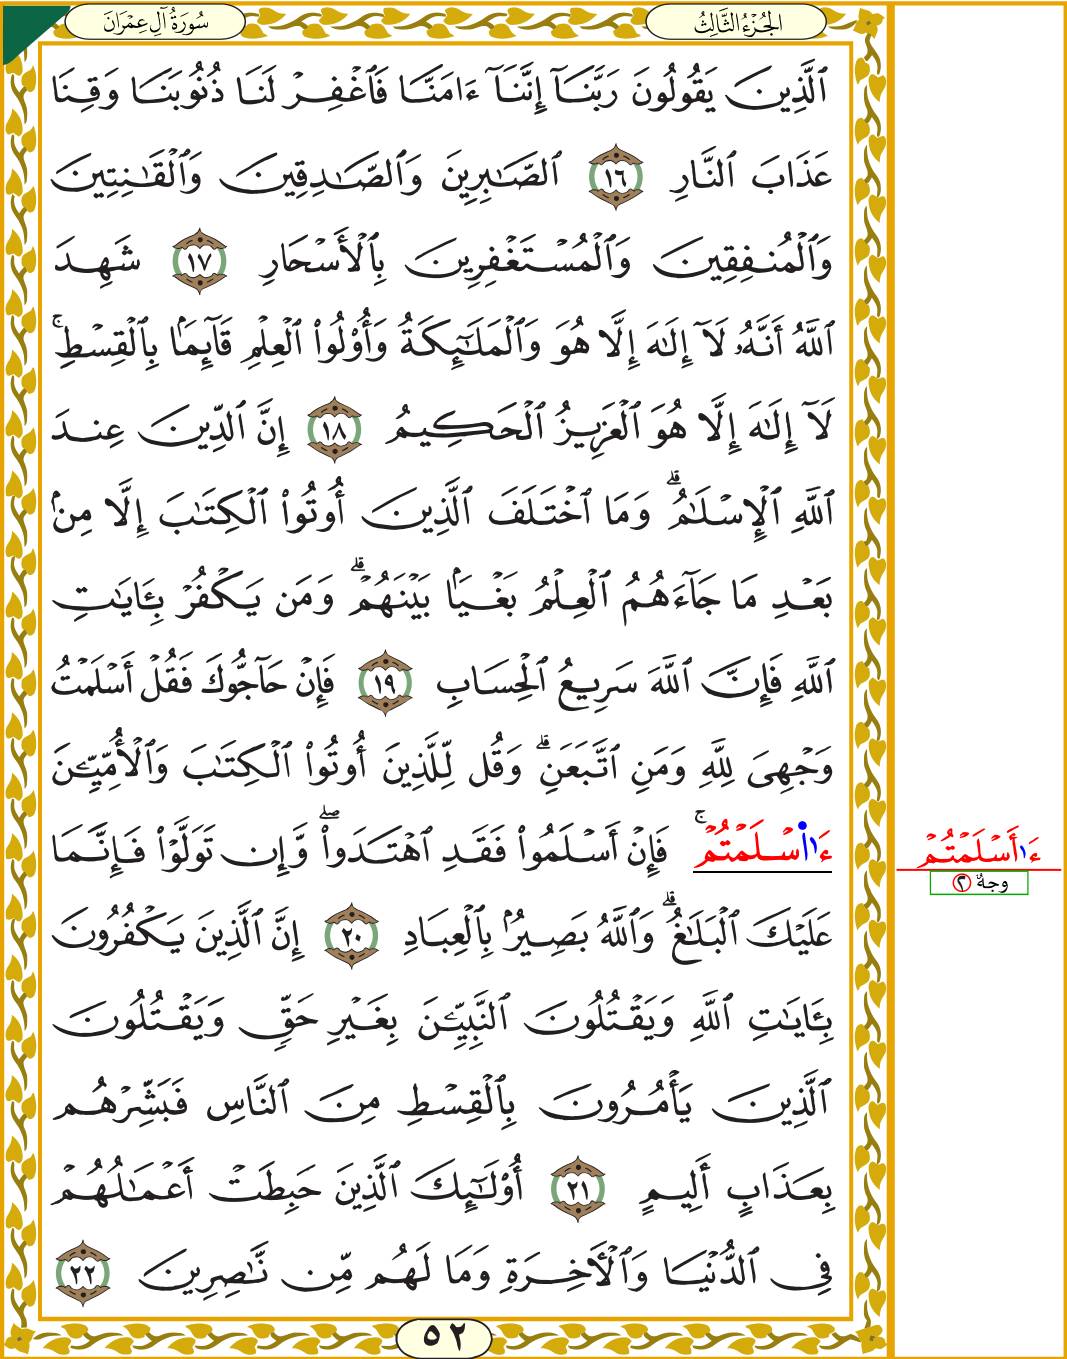 الجُزْءُ الثَّالِثُ
سُورَةُ آلِ عِمْرَانَ
ٱلَّذِينَ يَقُولُونَ رَبَّنَآ إِنَّنَآ ءَامَنَّا فَٱغْفِرْ لَنَا ذُنُوبَنَا وَقِنَا
عَذَابَ ٱلنَّارِ ١٦ ٱلصَّٰبِرِينَ وَٱلصَّٰدِقِينَ وَٱلْقَٰنِتِينَ
وَٱلْمُنفِقِينَ وَٱلْمُسْتَغْفِرِينَ بِٱلْأَسْحَارِ ١٧ شَهِدَ
ٱللَّهُ أَنَّهُۥ لَآ إِلَٰهَ إِلَّا هُوَ وَٱلْمَلَٰٓئِكَةُ وَأُو۟لُوا۟ ٱلْعِلْمِ قَآئِمَۢا بِٱلْقِسْطِ ۚ
لَآ إِلَٰهَ إِلَّا هُوَ ٱلْعَزِيزُ ٱلْحَكِيمُ ١٨ إِنَّ ٱلدِّينَ عِندَ
ٱللَّهِ ٱلْإِسْلَٰمُ ۗ وَمَا ٱخْتَلَفَ ٱلَّذِينَ أُوتُوا۟ ٱلْكِتَٰبَ إِلَّا مِنۢ
بَعْدِ مَا جَآءَهُمُ ٱلْعِلْمُ بَغْيَۢا بَيْنَهُمْ ۗ وَمَن يَكْفُرْ بِـَٔايَٰتِ
ٱللَّهِ فَإِنَّ ٱللَّهَ سَرِيعُ ٱلْحِسَابِ ١٩ فَإِنْ حَآجُّوكَ فَقُلْ أَسْلَمْتُ
وَجْهِىَ لِلَّهِ وَمَنِ ٱتَّبَعَنِ ۗ وَقُل لِّلَّذِينَ أُوتُوا۟ ٱلْكِتَٰبَ وَٱلْأُمِّيِّـۧنَ
ءَا۬سْلَمْتُمْ ۚ فَإِنْ أَسْلَمُوا۟ فَقَدِ ٱهْتَدَوا۟ ۖ وَّإِن تَوَلَّوْا۟ فَإِنَّمَا
عَلَيْكَ ٱلْبَلَٰغُ ۗ وَٱللَّهُ بَصِيرُۢ بِٱلْعِبَادِ ٢٠ إِنَّ ٱلَّذِينَ يَكْفُرُونَ
بِـَٔايَٰتِ ٱللَّهِ وَيَقْتُلُونَ ٱلنَّبِيِّـۧنَ بِغَيْرِ حَقٍّ وَيَقْتُلُونَ
ٱلَّذِينَ يَأْمُرُونَ بِٱلْقِسْطِ مِنَ ٱلنَّاسِ فَبَشِّرْهُم
بِعَذَابٍ أَلِيمٍ ٢١ أُو۟لَٰٓئِكَ ٱلَّذِينَ حَبِطَتْ أَعْمَٰلُهُمْ
فِى ٱلدُّنْيَا وَٱلْـَٔاخِرَةِ وَمَا لَهُم مِّن نَّٰصِرِينَ ٢٢
٥٢
ءَاأَسْلَمْتُمْ
وجهٌ ٢